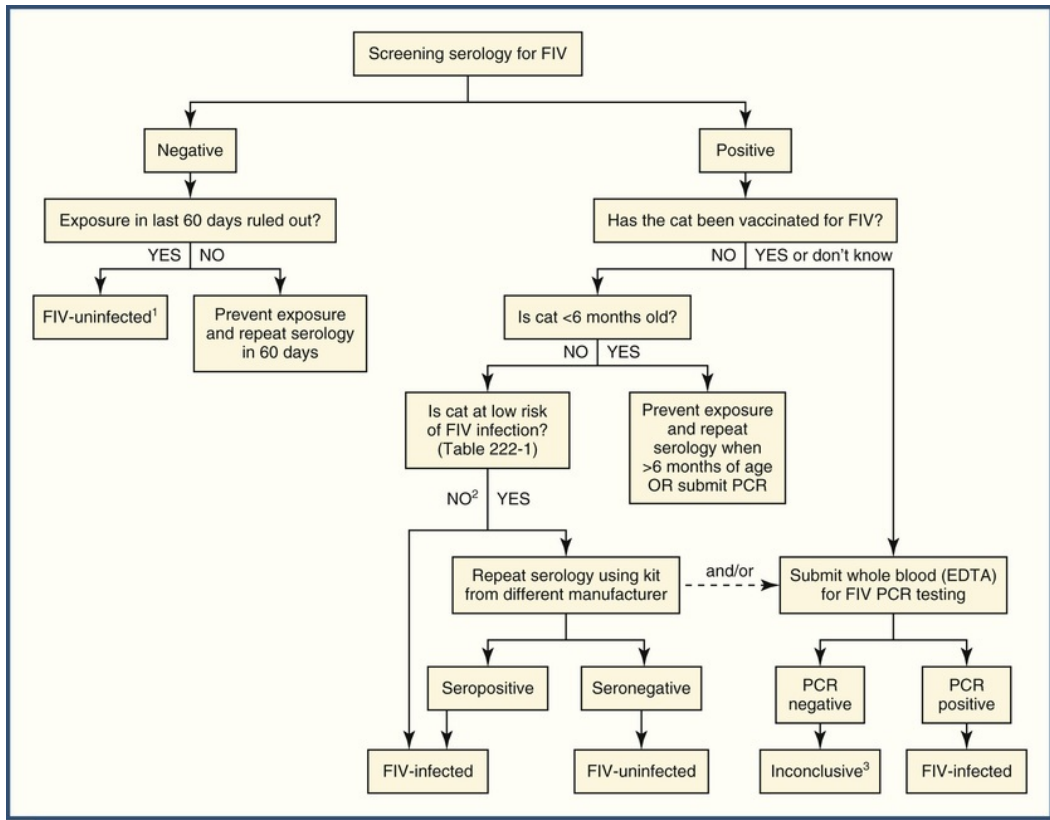 Screening serology for FIV
Negative
Positive
Exposure in last 60 days ruled out?
Has the cat been vaccinated for FIV?
YES NO
NO YES or don't know
FIV-uninfected¹
Prevent exposure
and repeat serology
in 60 days
Is cat <6 months old?
NO YES
Is cat at low risk
of FIV infection?
(Table 222-1)
Prevent exposure
and repeat
serology when
>6 months of age
OR submit PCR
NO² YES
Repeat serology using kit
from different manufacturer
and/or
Submit whole blood (EDTA)
for FIV PCR testing
Seropositive
Seronegative
PCR
negative
PCR
positive
FIV-infected
FIV-uninfected
Inconclusive³
FIV-infected